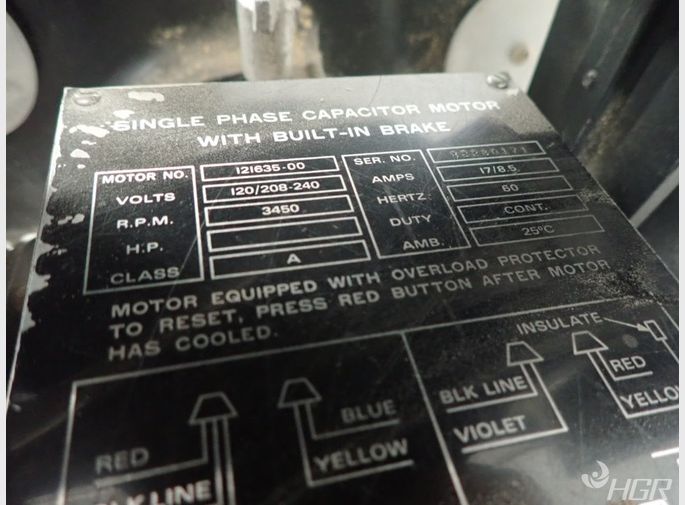 SINGLE PHASE CAPACITOR MOTOR
WITH BUILT-IN BRAKE
MOTOR NO. 121635-00 SER. NO.
VOLTS 120/208-240 AMPS 17/8.5
R.P.M. 3450 HERTZ. 60
H.P. DUTY CONT.
CLASS A AMB. 25°C
MOTOR EQUIPPED WITH OVERLOAD PROTECTOR
TO RESET, PRESS RED BUTTON AFTER MOTOR
HAS COOLED.
INSULATE
BLUE BLK LINE RED
RED YELLOW VIOLET YELLOW
BLK LINE
HGR